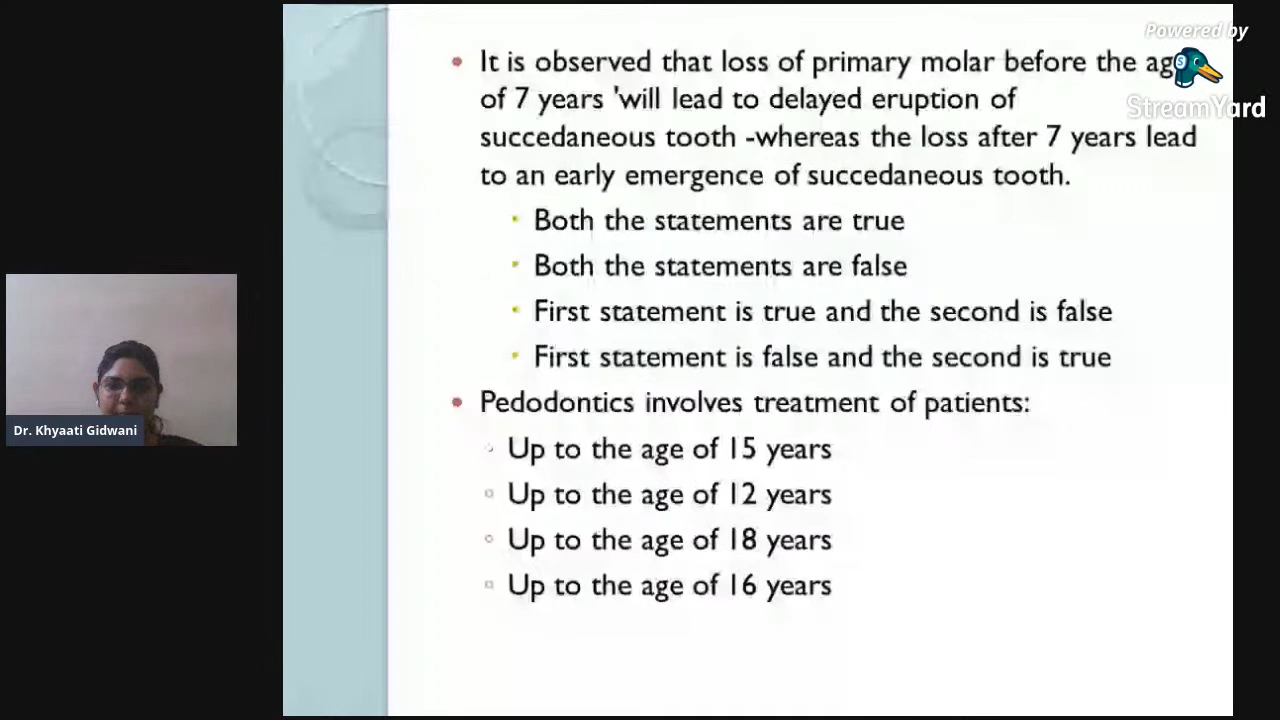 Powered by
StreamYard
It is observed that loss of primary molar before the
of 7 years 'will lead to delayed eruption of
succedaneous tooth -whereas the loss after 7 years lead
to an early emergence of succedaneous tooth.
Both the statements are true
Both the statements are false
First statement is true and the second is false
First statement is false and the second is true
Pedodontics involves treatment of patients:
Up to the age of 15 years
Up to the age of 12 years
Up to the age of 18 years
Up to the age of 16 years
Dr. Khyaati Gidwani